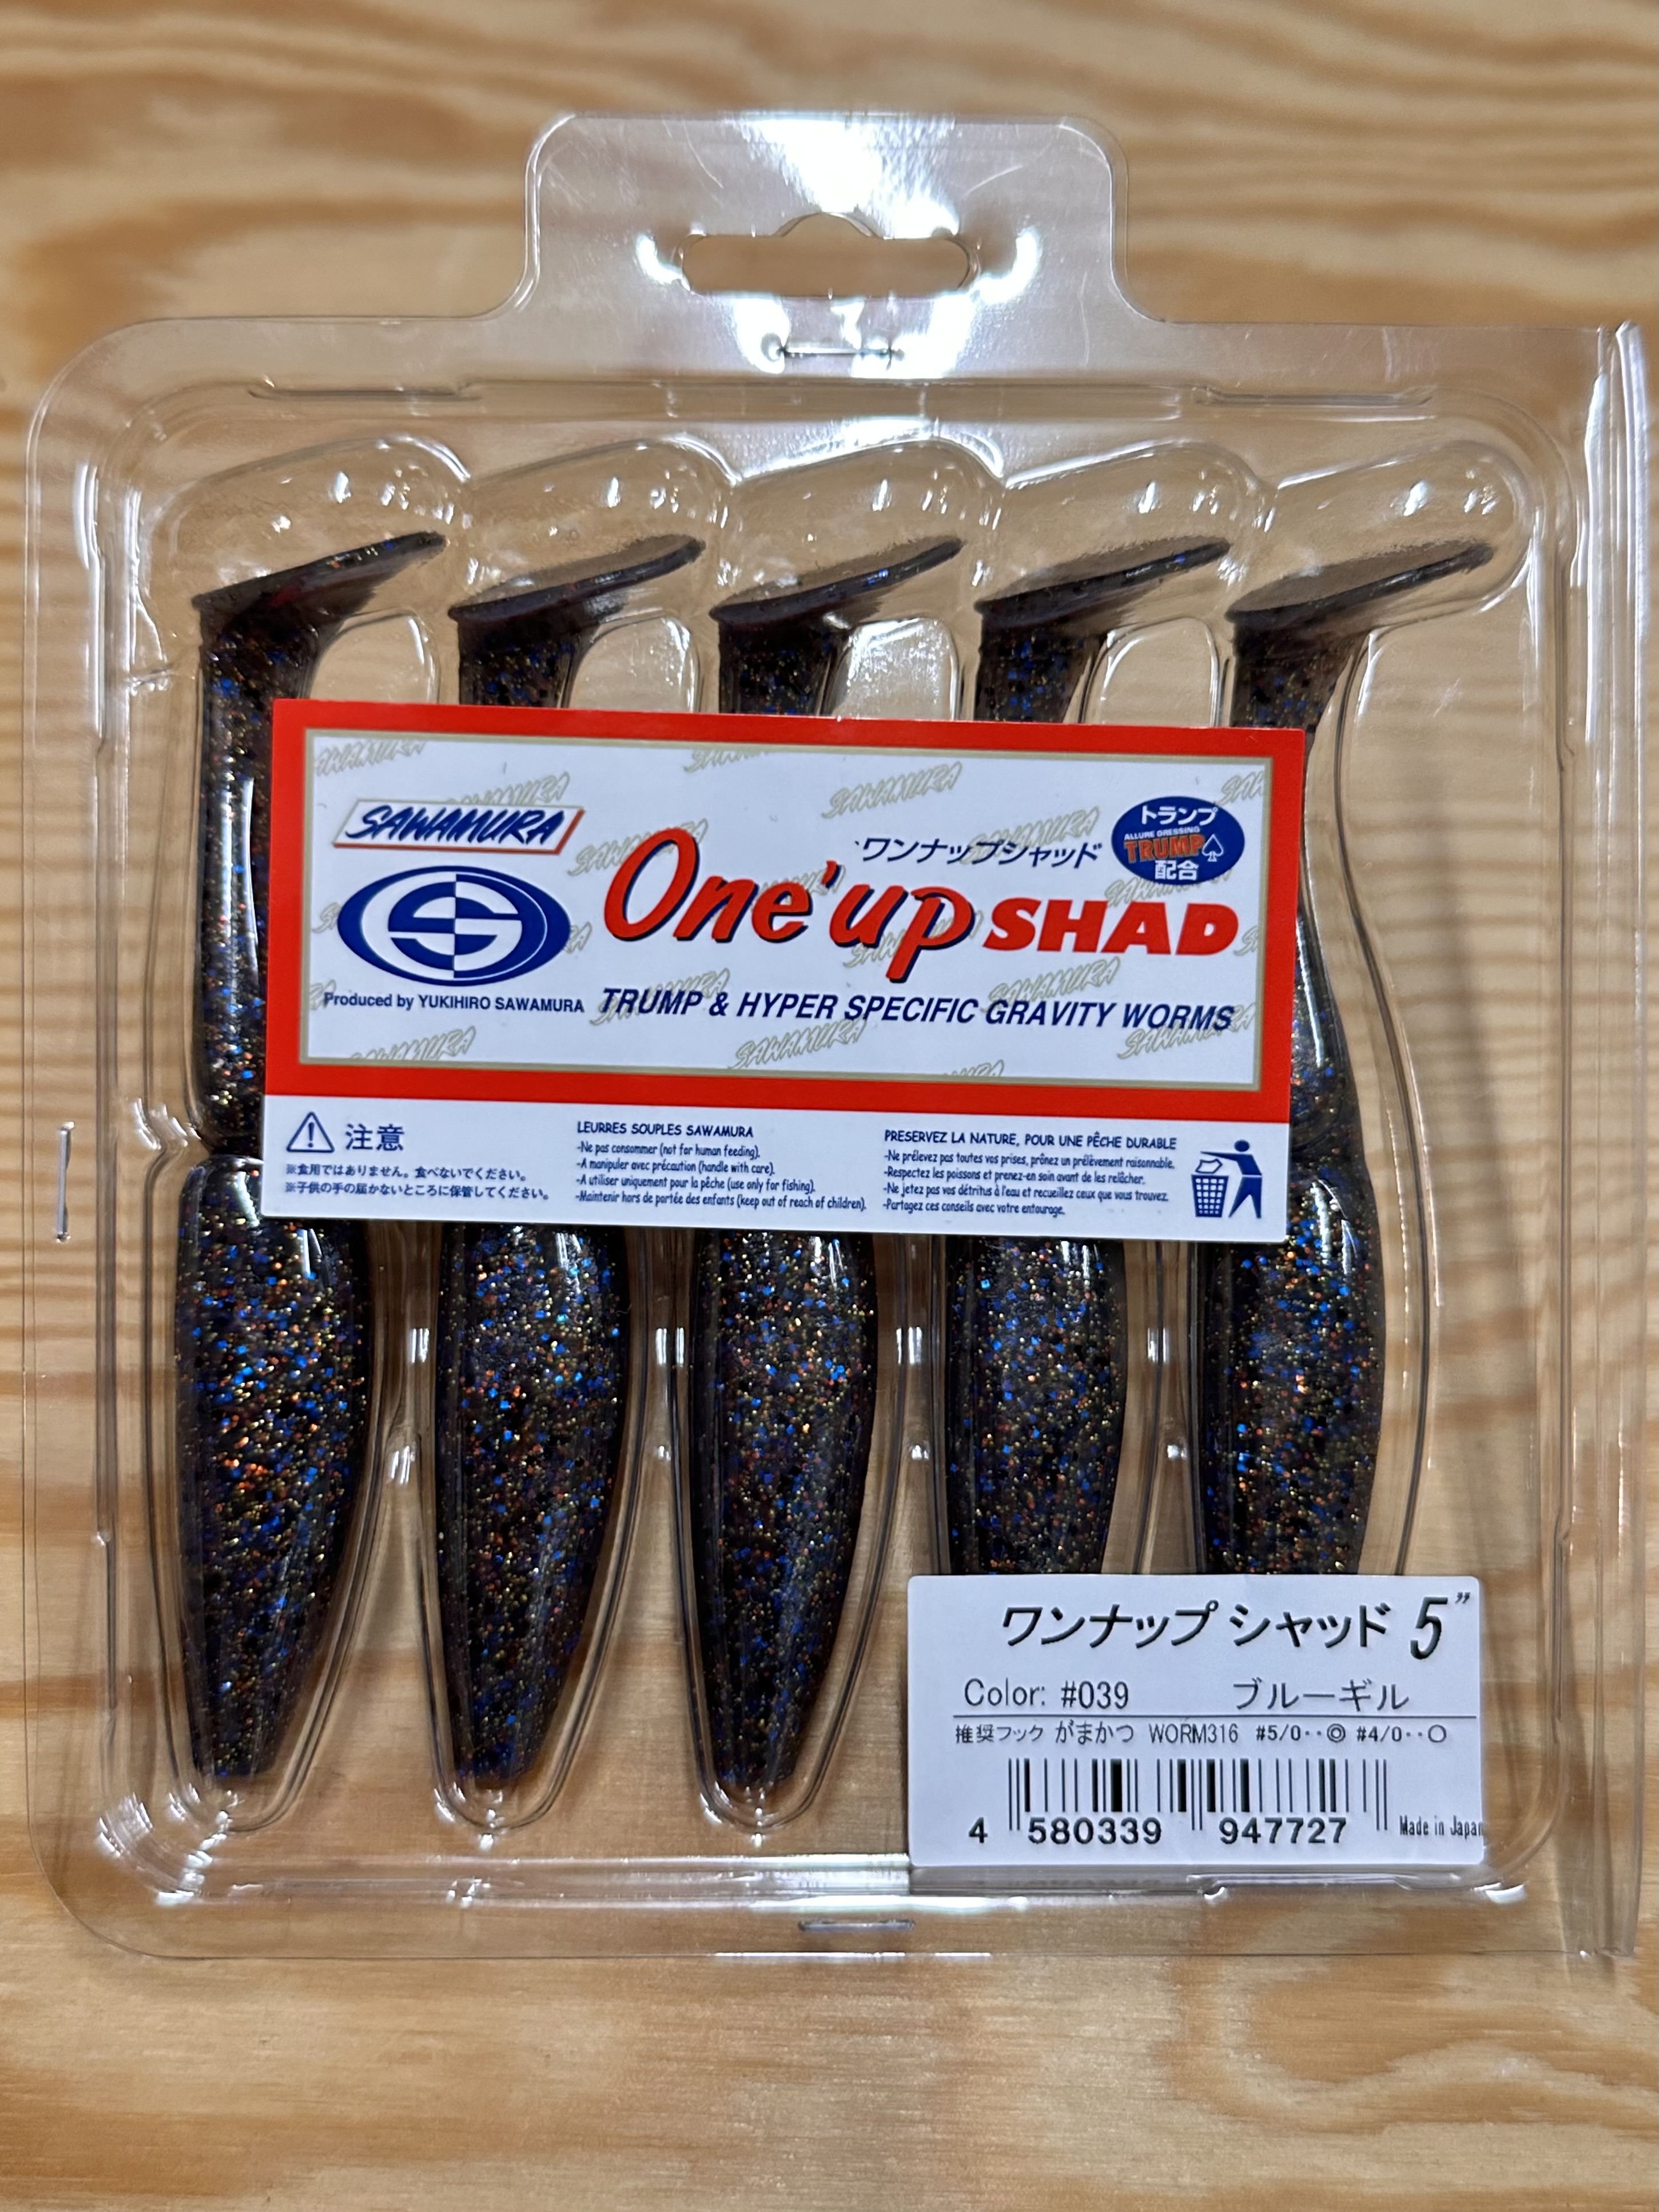 SAWAMURA
ワンナップシャッド
トランプ
ALLURE DRESSING
TRUMP
配合
One'up SHAD
Produced by YUKIHIRO SAWAMURA
TRUMP & HYPER SPECIFIC GRAVITY WORMS
注意
※食用ではありません。食べないでください。
※子供の手の届かないところに保管してください。
LEURRES SOUPLES SAWAMURA
-Ne pas consommer (not for human feeding).
-A manipuler avec précaution (handle with care).
-A utiliser uniquement pour la pêche (use only for fishing).
-Maintenir hors de portée des enfants (keep out of reach of children).
PRESERVEZ LA NATURE, POUR UNE PÊCHE DURABLE
-Ne prélevez pas toutes vos prises, prônez un prélèvement raisonnable.
-Respectez les poissons et prenez-en soin avant de les relâcher.
-Ne jetez pas vos détritus à l'eau et recueillez ceux que vous trouvez.
-Partagez ces conseils avec votre entourage.
ワンナップ シャッド 5"
Color: #039 ブルーギル
推奨フック がまかつ WORM316 #5/0‥◎ #4/0‥○
4 580339 947727
Made in Japan